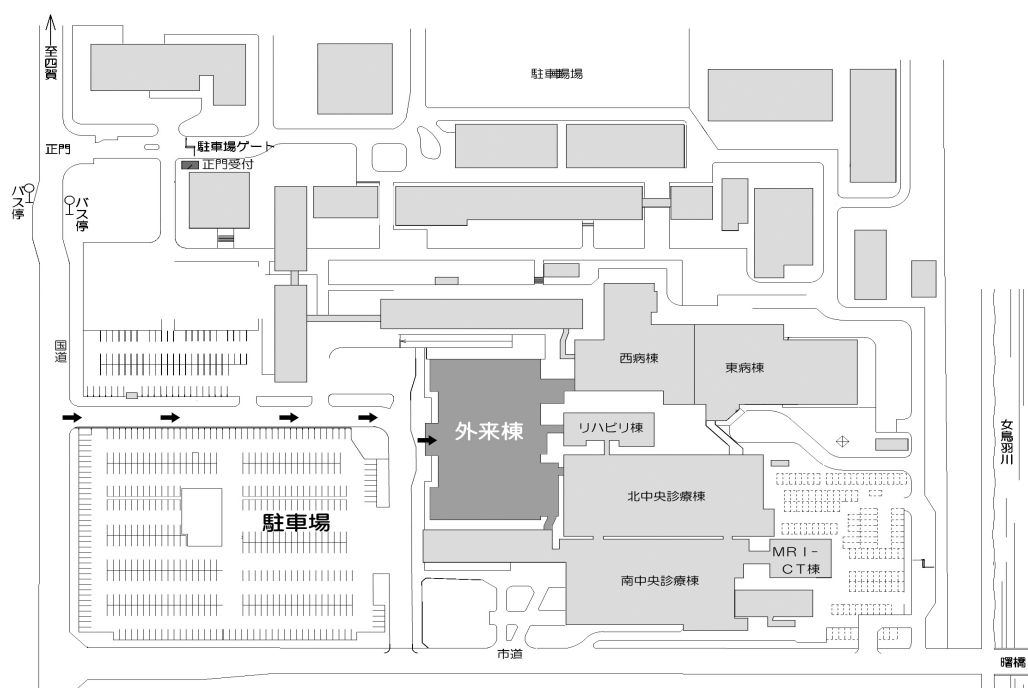 至四賀
駐車場場
正門
駐車場ゲート
正門受付
バス停
バス停
国道
西病棟
東病棟
外来棟
リハビリ棟
女鳥羽川
北中央診療棟
駐車場
MRI-
CT棟
南中央診療棟
市道
曙橋